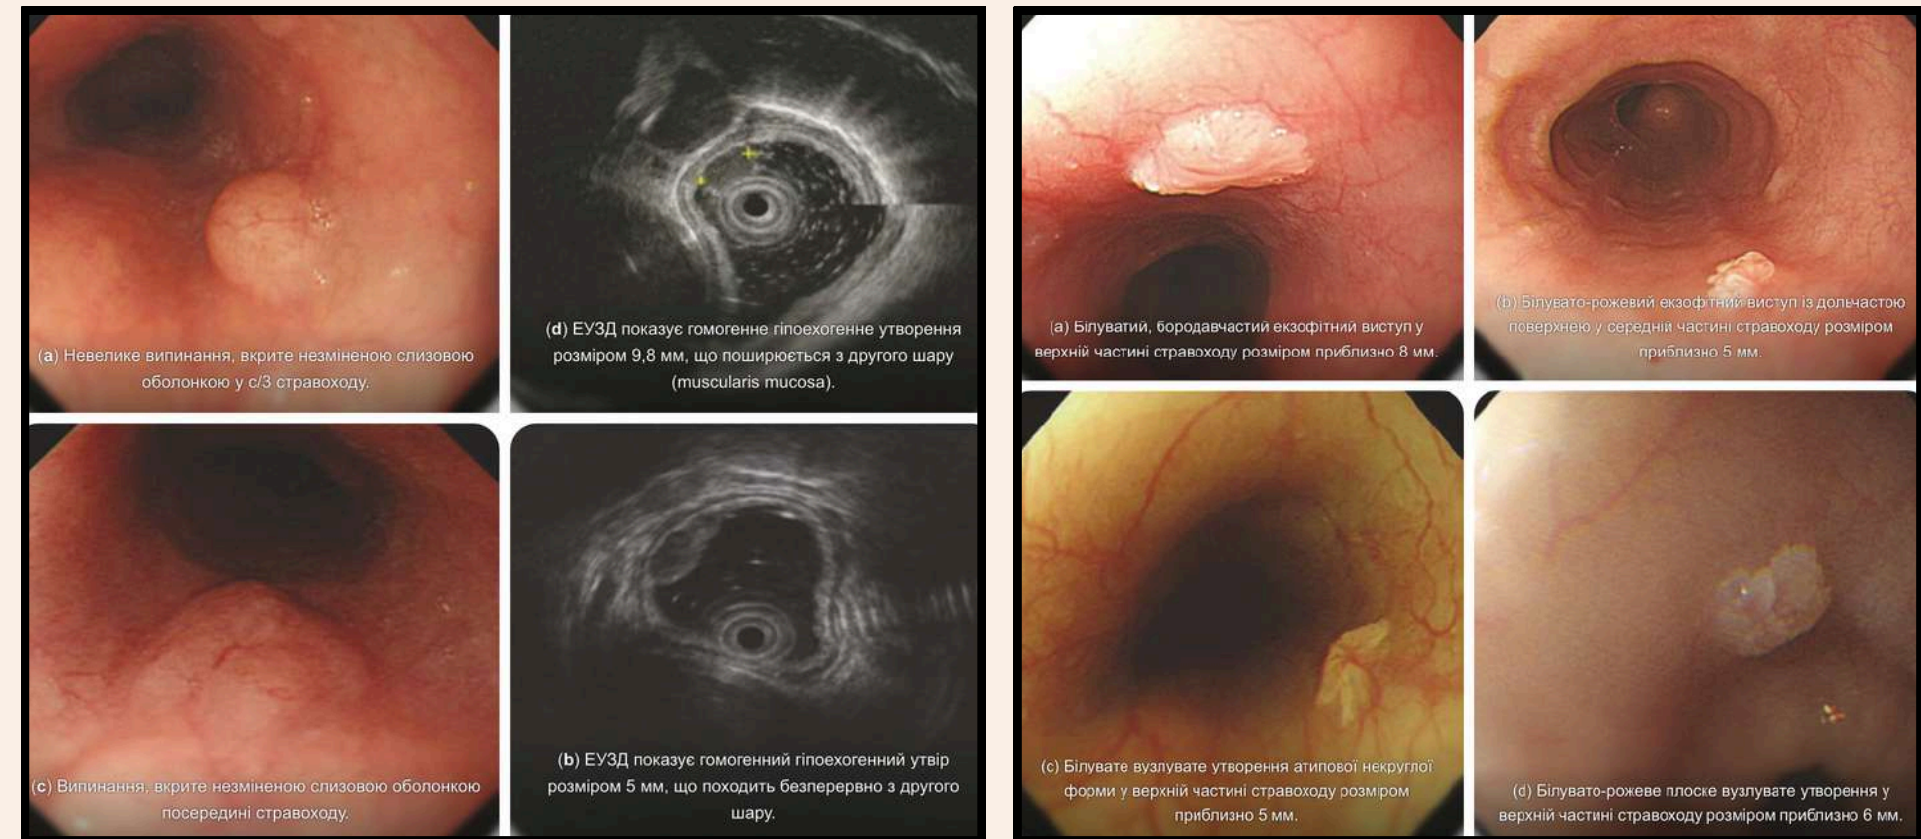 (a) Невелике випинання, вкрите незміненою слизовою
оболонкою у с/3 стравоходу.
(d) ЕУЗД показує гомогенне гіпоехогенне утворення
розміром 9,8 мм, що поширюється з другого шару
(muscularis mucosa).
(c) Випинання, вкрите незміненою слизовою оболонкою
посередині стравоходу.
(b) ЕУЗД показує гомогенний гіпоехогенний утвір
розміром 5 мм, що походить безперервно з другого
шару.
(a) Білуватий, бородавчастий екзофітний виступ у
верхній частині стравоходу розміром приблизно 8 мм.
(b) Білувато-рожевий екзофітний виступ із дольчастою
поверхнею у середній частині стравоходу розміром
приблизно 5 мм.
(c) Білувате вузлувате утворення атипової некруглої
форми у верхній частині стравоходу розміром
приблизно 5 мм.
(d) Білувато-рожеве плоске вузлувате утворення у
верхній частині стравоходу розміром приблизно 6 мм.